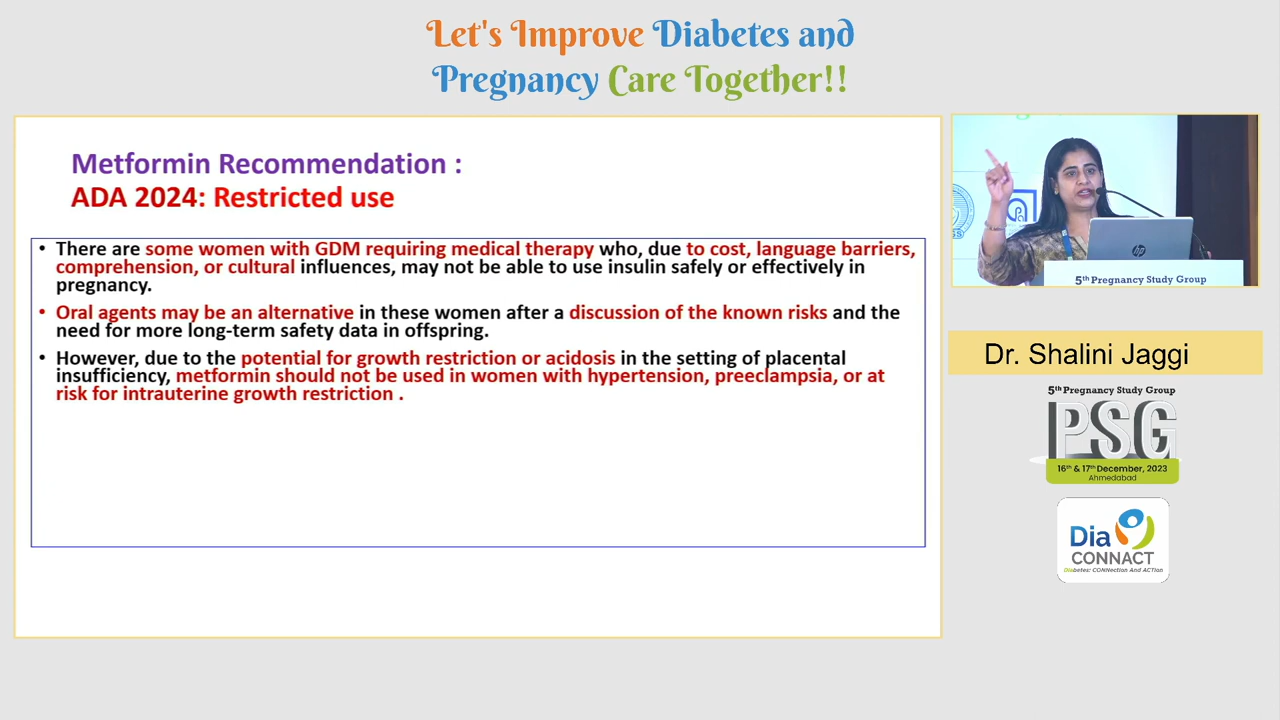 Let's Improve Diabetes and
Pregnancy Care Together!!
Metformin Recommendation :
ADA 2024: Restricted use
• There are some women with GDM requiring medical therapy who, due to cost, language barriers,
comprehension, or cultural influences, may not be able to use insulin safely or effectively in
pregnancy.
• Oral agents may be an alternative in these women after a discussion of the known risks and the
need for more long-term safety data in offspring.
• However, due to the potential for growth restriction or acidosis in the setting of placental
insufficiency, metformin should not be used in women with hypertension, preeclampsia, or at
risk for intrauterine growth restriction .
hp
5th Pregnancy Study Group
Dr. Shalini Jaggi
5th Pregnancy Study Group
PSG
16th & 17th December, 2023
Ahmedabad
Dia
CONNACT
Diabetes: CONNection And ACTion